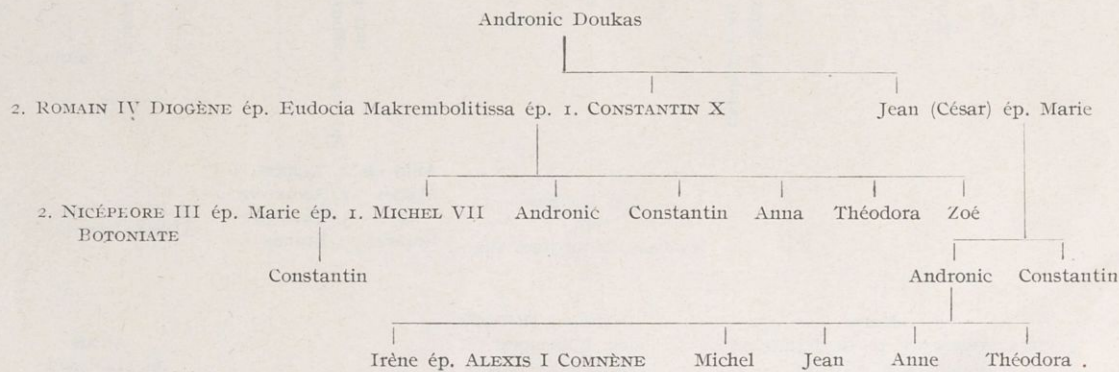 Andronic Doukas
2. ROMAIN IV DIOGÈNE ép. Eudocia Makrembolitissa ép. 1. CONSTANTIN X Jean (César) ép. Marie
2. NICÉPEORE III ép. Marie ép. 1. MICHEL VII Andronic Constantin Anna Théodora Zoé
BOTONIATE
Constantin Andronic Constantin
Irène ép. ALEXIS I COMNÈNE Michel Jean Anne Théodora .